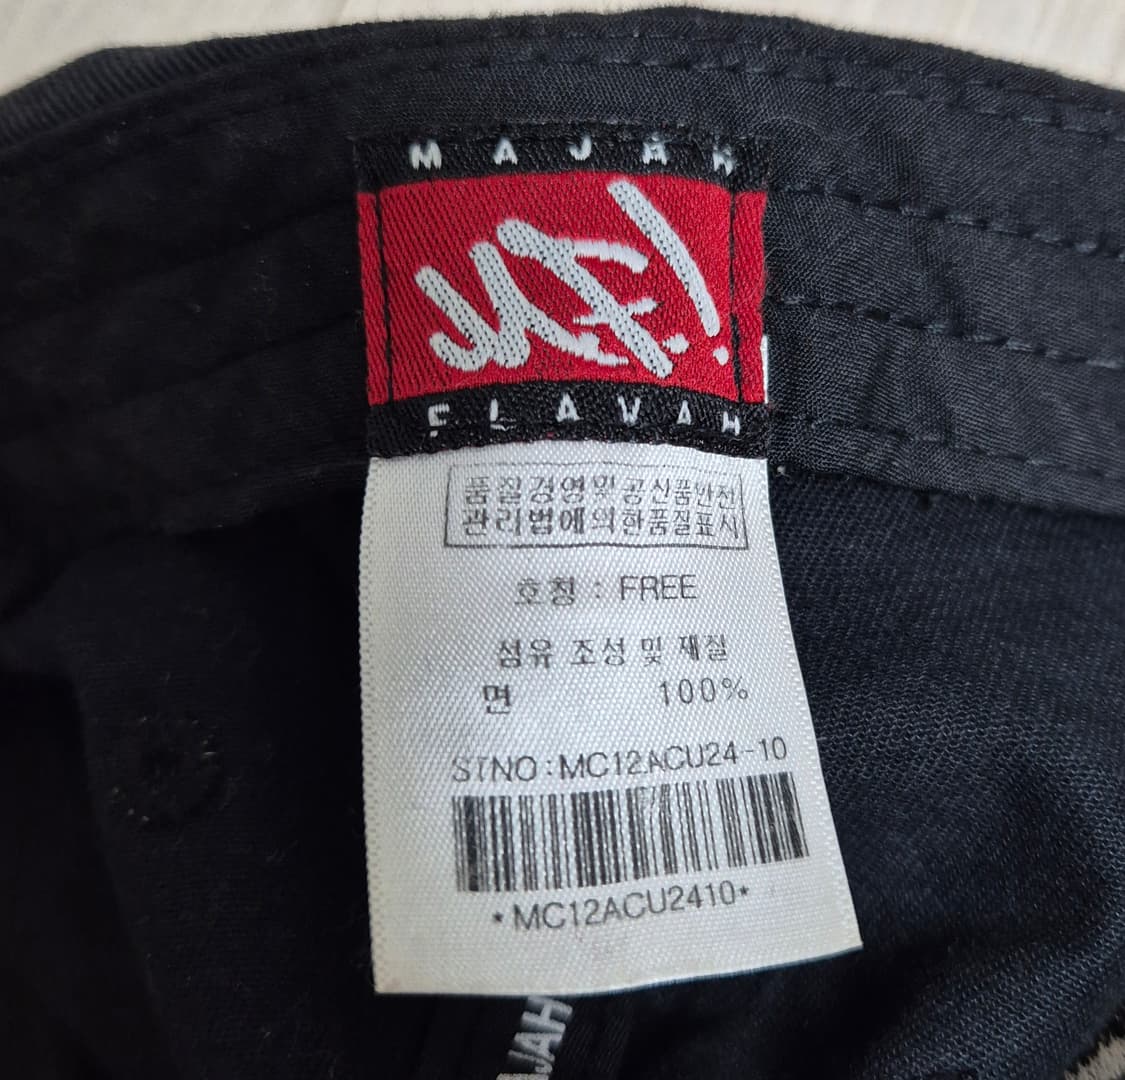 MAJAH
M.F.!
FLAVAH
품질경영및 공산품안전
관리법에의한품질표시
호칭 : FREE
섬유 조성 및 재질
면 100%
STNO:MC12ACU24-10
*MC12ACU2410*
JAH